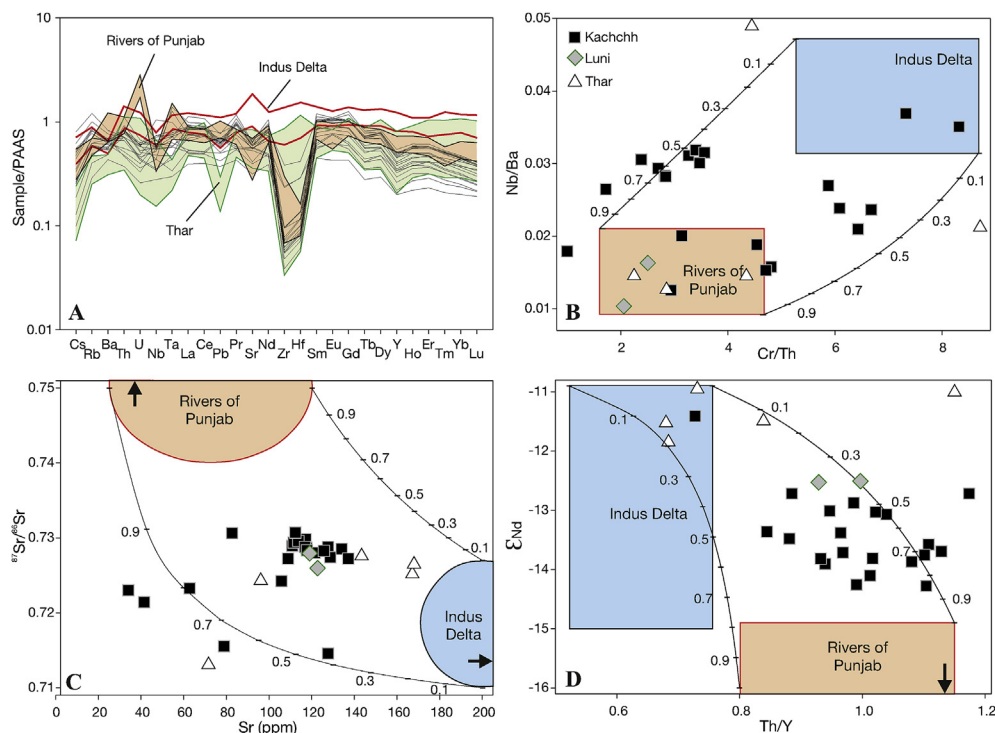 10
1
0.1
0.01
Sample/PAAS
Rivers of
Punjab
Indus Delta
Thar
A
Cs Rb Ba Th U Nb Ta La Ce Pb Pr Sr Nd Zr Hf Sm Eu Gd Tb Dy Y Ho Er Tm Yb Lu
0.05
0.04
0.03
0.02
0.01
Nb/Ba
Kachchh
Luni
Thar
Indus Delta
0.1
0.3
0.5
0.7
0.9
0.1
0.3
0.5
0.7
0.9
Rivers of
Punjab
B
2 4 6 8
Cr/Th
0.75
0.74
0.73
0.72
0.71
⁸⁷Sr/⁸⁶Sr
Rivers of
Punjab
0.9
0.7
0.5
0.3
0.1
0.9
0.7
0.5
0.3
0.1
Indus
Delta
C
0 40 80 120 160 200
Sr (ppm)
-11
-12
-13
-14
-15
-16
εNd
0.1
0.3
0.5
0.7
0.9
0.1
0.3
0.5
0.7
0.9
Indus Delta
Rivers of
Punjab
D
0.6 0.8 1.0 1.2
Th/Y